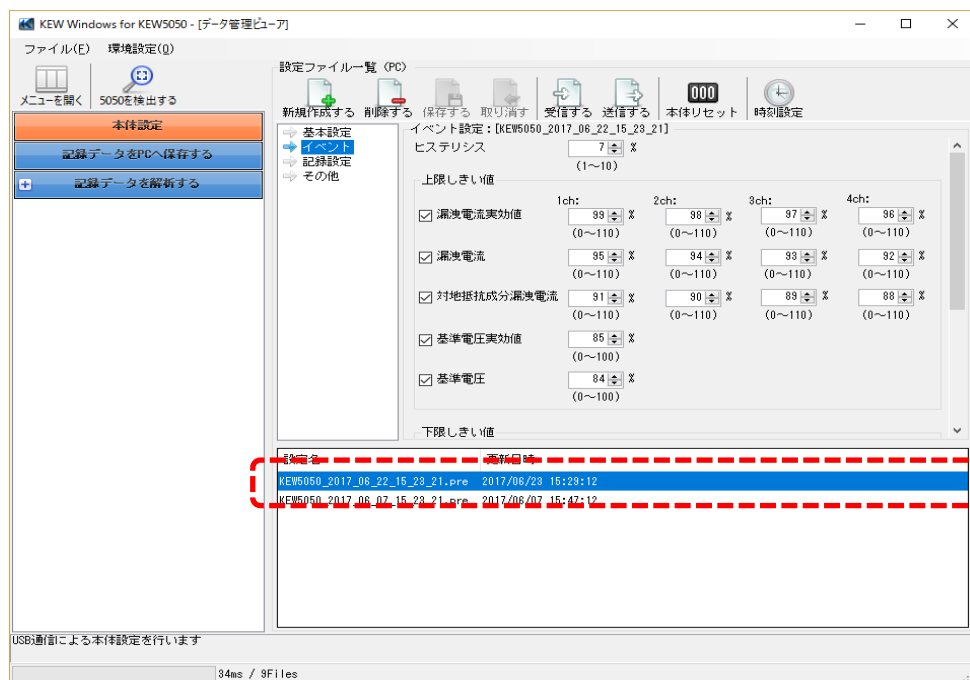 KEW Windows for KEW5050 - [データ管理ビューア]
ファイル(F) 環境設定(O)
メニューを開く 5050を検出する
設定ファイル一覧 (PC)
新規作成する 削除する 保存する 取り消す 受信する 送信する 000 本体リセット 時刻設定
本体設定
記録データをPCへ保存する
記録データを解析する
基本設定
イベント
記録設定
その他
イベント設定:[KEW5050_2017_06_22_15_23_21]
ヒステリシス 7 %
(1～10)
上限しきい値
1ch: 2ch: 3ch: 4ch:
漏洩電流実効値 99 % 98 % 97 % 96 %
(0～110) (0～110) (0～110) (0～110)
漏洩電流 95 % 94 % 93 % 92 %
(0～110) (0～110) (0～110) (0～110)
対地抵抗成分漏洩電流 91 % 90 % 89 % 88 %
(0～110) (0～110) (0～110) (0～110)
基準電圧実効値 85 %
(0～100)
基準電圧 84 %
(0～100)
下限しきい値
設定名 更新日時
KEW5050_2017_06_22_15_23_21.pre 2017/06/23 15:29:12
KEW5050_2017_06_07_15_23_21.pre 2017/06/07 15:47:12
USB通信による本体設定を行います
34ms / 9Files